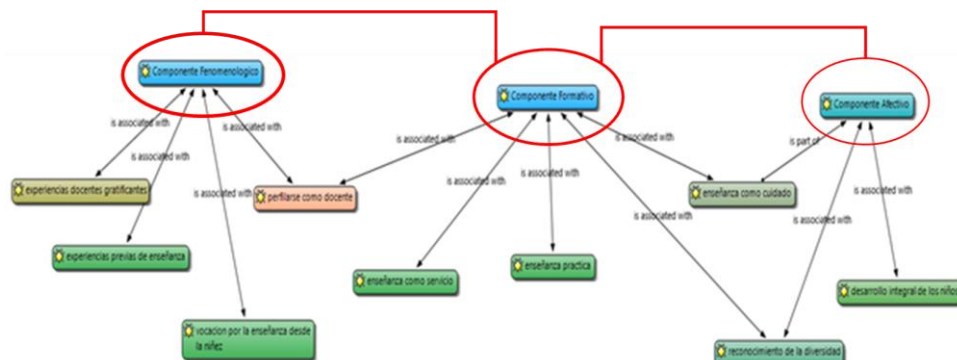 Componente Fenomenologico
Componente Formativo
Componente Afectivo
is associated with
is associated with
is associated with
is associated with
is part of
is associated with
is associated with
is associated with
is associated with
is associated with
is associated with
is associated with
experiencias docentes gratificantes
perfilarse como docente
enseñanza como cuidado
experiencias previas de enseñanza
enseñanza practica
enseñanza como servicio
desarrollo integral de los niños
vocacion por la enseñanza desde
la niñez
reconocimiento de la diversidad